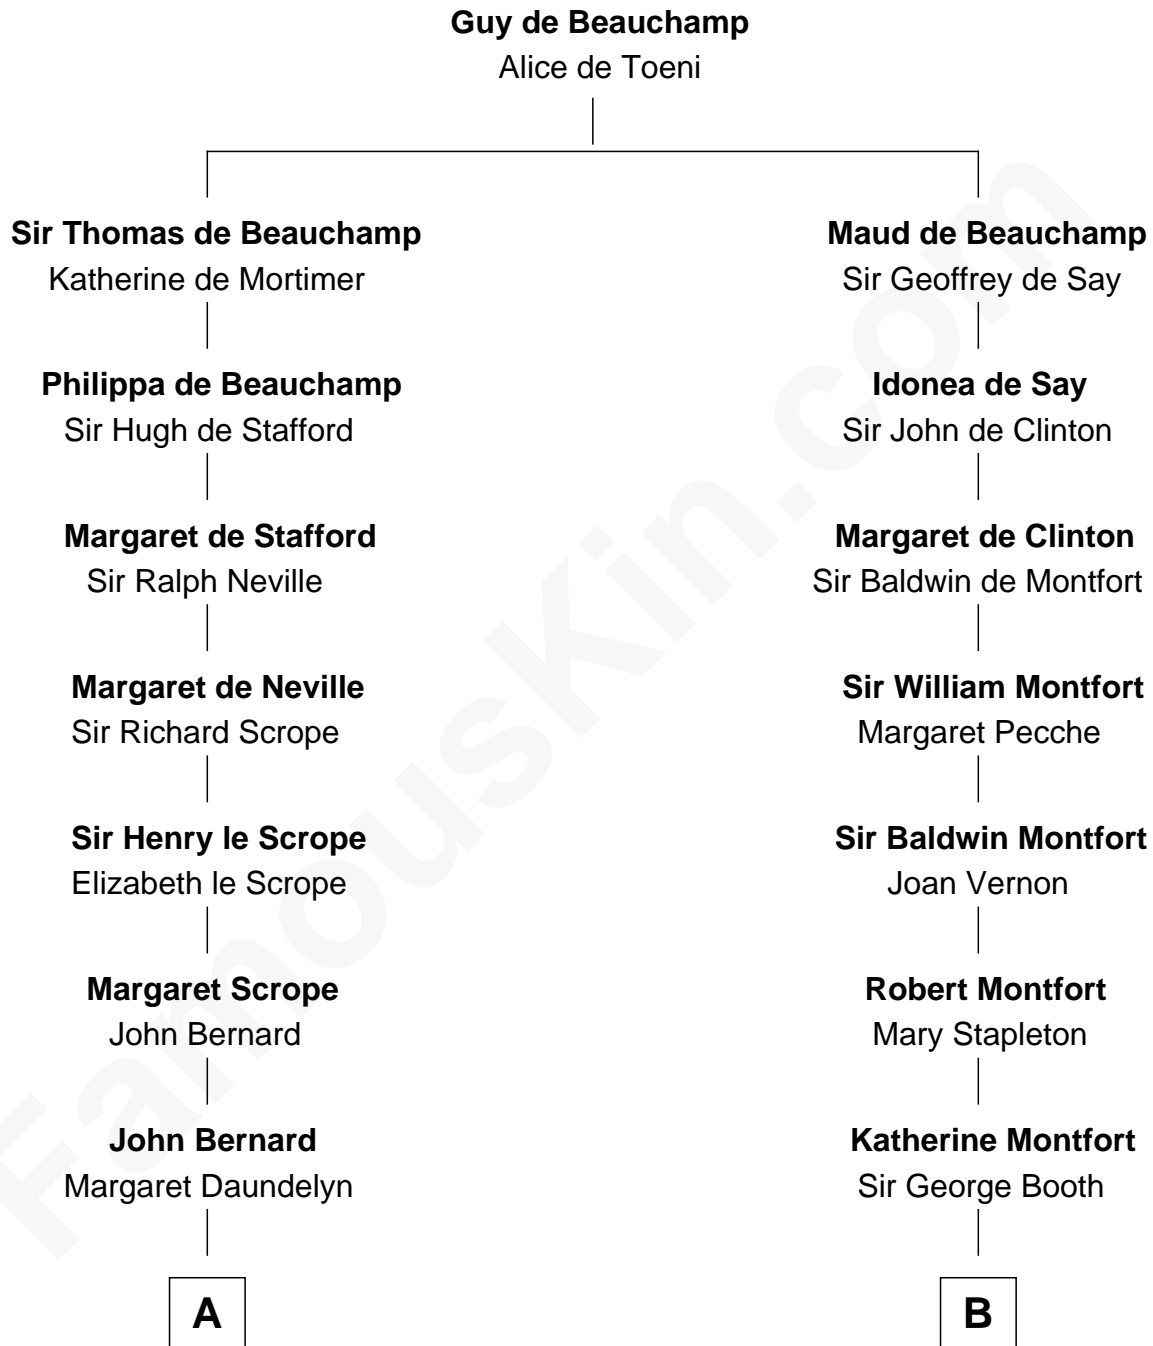 Guy de Beauchamp
Alice de Toeni
Sir Thomas de Beauchamp
Katherine de Mortimer
Maud de Beauchamp
Sir Geoffrey de Say
Philippa de Beauchamp
Sir Hugh de Stafford
Idonea de Say
Sir John de Clinton
Margaret de Stafford
Sir Ralph Neville
Margaret de Clinton
Sir Baldwin de Montfort
Margaret de Neville
Sir Richard Scrope
Sir William Montfort
Margaret Pecche
Sir Henry le Scrope
Elizabeth le Scrope
Sir Baldwin Montfort
Joan Vernon
Margaret Scrope
John Bernard
Robert Montfort
Mary Stapleton
John Bernard
Margaret Daundelyn
Katherine Montfort
Sir George Booth
A
B
FamousKin.com